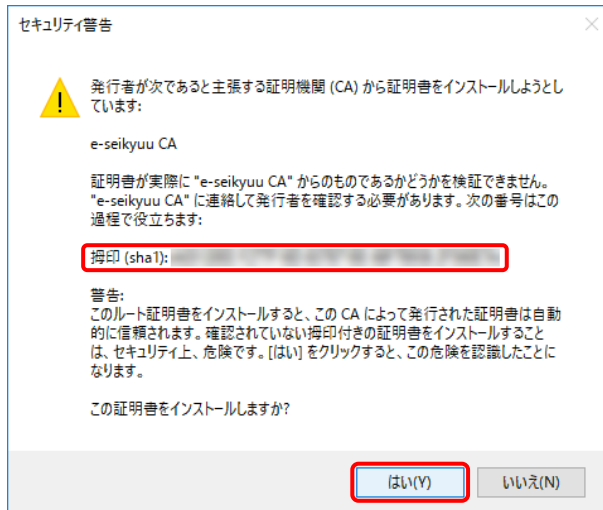 セキュリティ警告
発行者が次であると主張する証明機関 (CA) から証明書をインストールしようとし
ています:
e-seikyuu CA
証明書が実際に "e-seikyuu CA" からのものであるかどうかを検証できません。
"e-seikyuu CA" に連絡して発行者を確認する必要があります。次の番号はこの
過程で役立ちます:
拇印 (sha1):
警告:
このルート証明書をインストールすると、この CA によって発行された証明書は自動
的に信頼されます。確認されていない拇印付きの証明書をインストールすること
は、セキュリティ上、危険です。[はい] をクリックすると、この危険を認識したことに
なります。
この証明書をインストールしますか?
はい(Y)
いいえ(N)